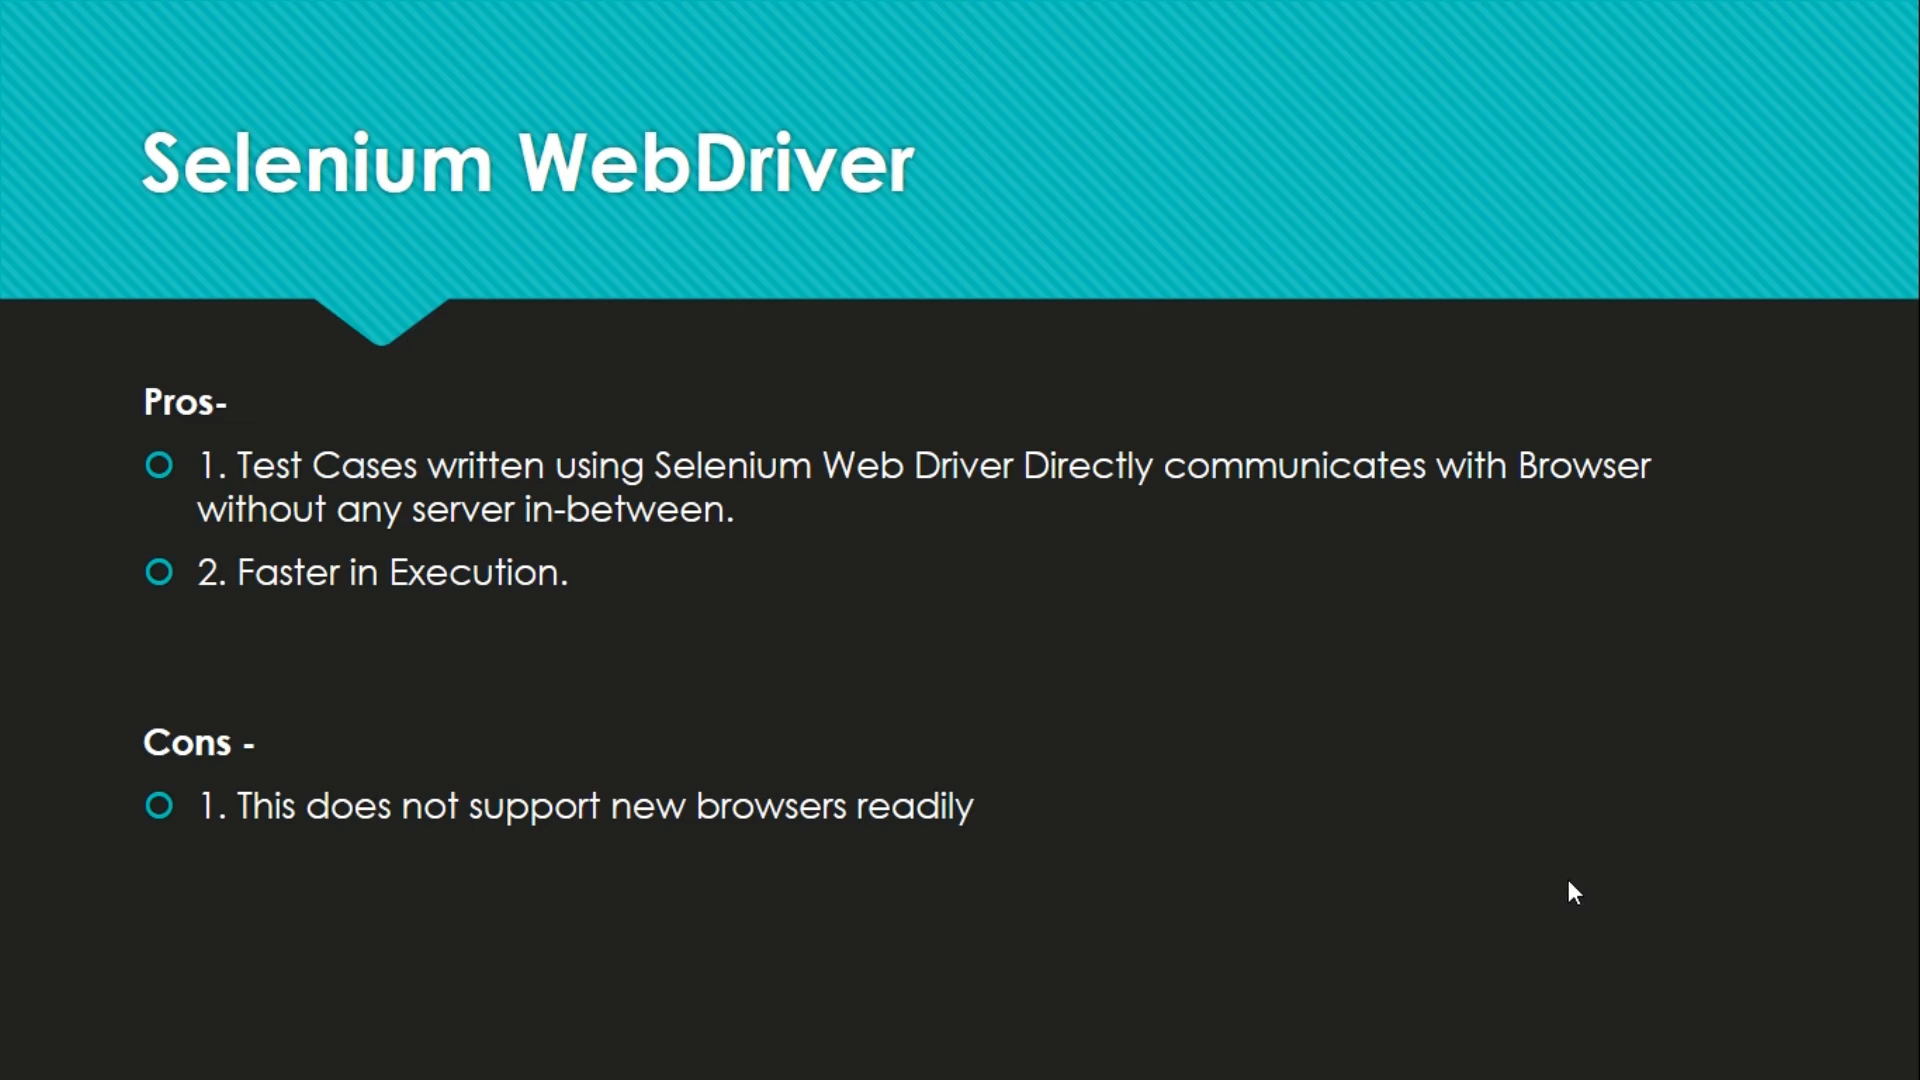 Selenium WebDriver
Pros-
1. Test Cases written using Selenium Web Driver Directly communicates with Browser
without any server in-between.
2. Faster in Execution.
Cons -
1. This does not support new browsers readily